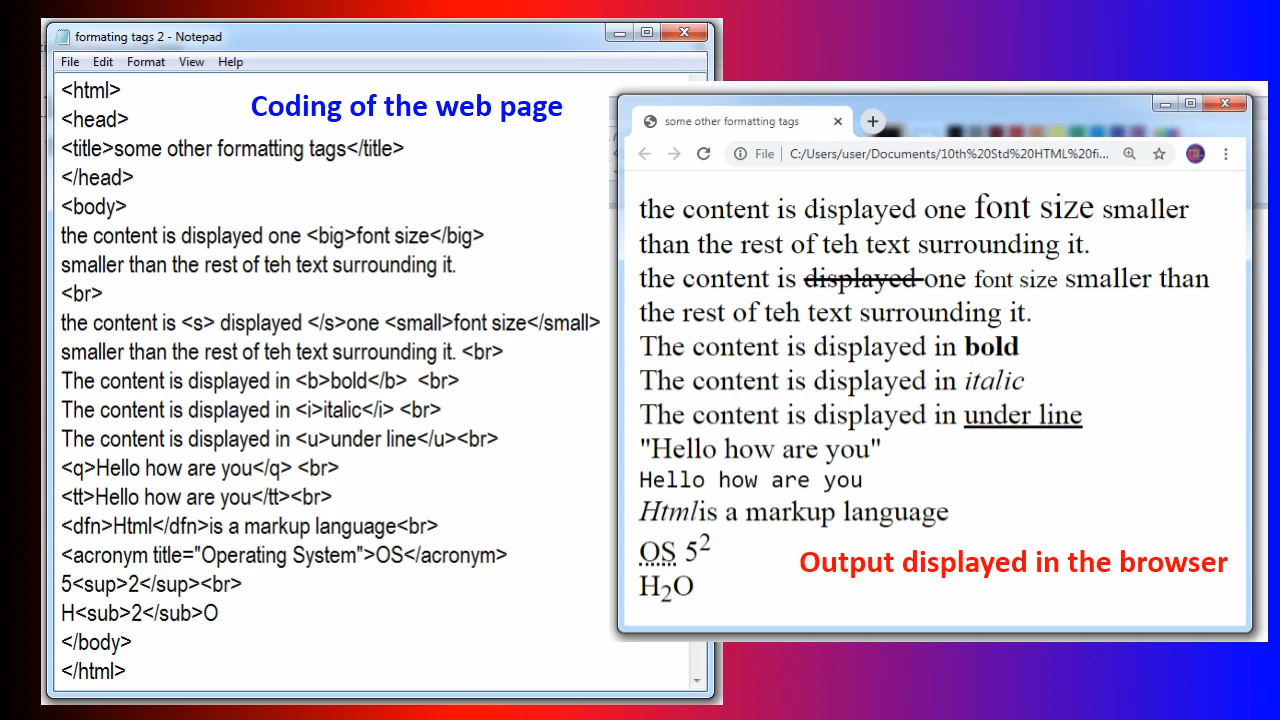 formating tags 2 - Notepad
File Edit Format View Help
Coding of the web page
<html>
<head>
<title>some other formatting tags</title>
</head>
<body>
the content is displayed one <big>font size</big>
smaller than the rest of teh text surrounding it.
<br>
the content is <s> displayed </s>one <small>font size</small>
smaller than the rest of teh text surrounding it. <br>
The content is displayed in <b>bold</b>  <br>
The content is displayed in <i>italic</i> <br>
The content is displayed in <u>under line</u><br>
<q>Hello how are you</q> <br>
<tt>Hello how are you</tt><br>
<dfn>Html</dfn>is a markup language<br>
<acronym title="Operating System">OS</acronym>
5<sup>2</sup><br>
H<sub>2</sub>O
</body>
</html>
some other formatting tags
File C:/Users/user/Documents/10th%20Std%20HTML%20fi...
the content is displayed one font size smaller
than the rest of teh text surrounding it.
the content is displayed one font size smaller than
the rest of teh text surrounding it.
The content is displayed in bold
The content is displayed in italic
The content is displayed in under line
"Hello how are you"
Hello how are you
Htmlis a markup language
OS 5²
H₂O
Output displayed in the browser